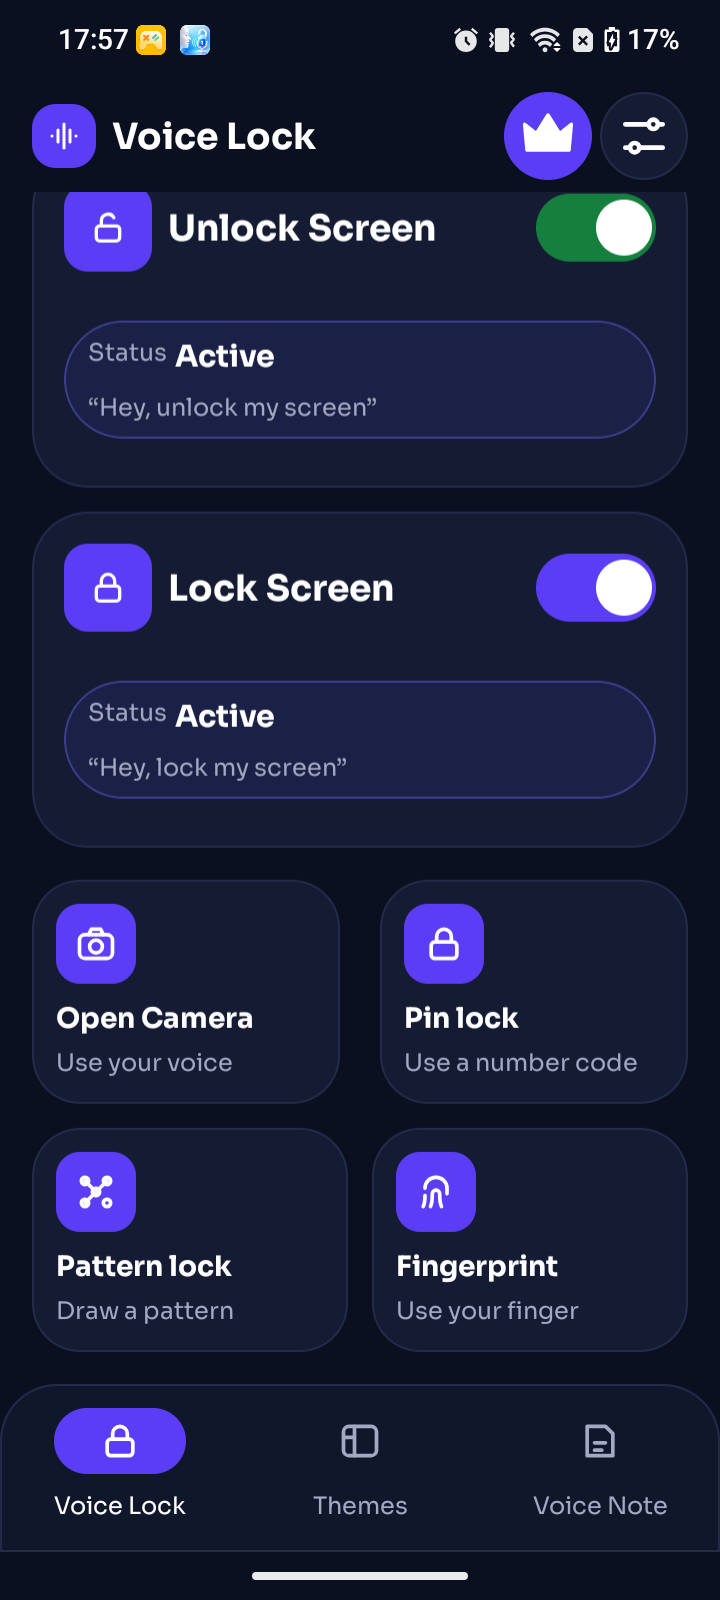 17:57
17%
Voice Lock
Unlock Screen
Status Active
“Hey, unlock my screen”
Lock Screen
Status Active
“Hey, lock my screen”
Open Camera
Use your voice
Pin lock
Use a number code
Pattern lock
Draw a pattern
Fingerprint
Use your finger
Voice Lock
Themes
Voice Note